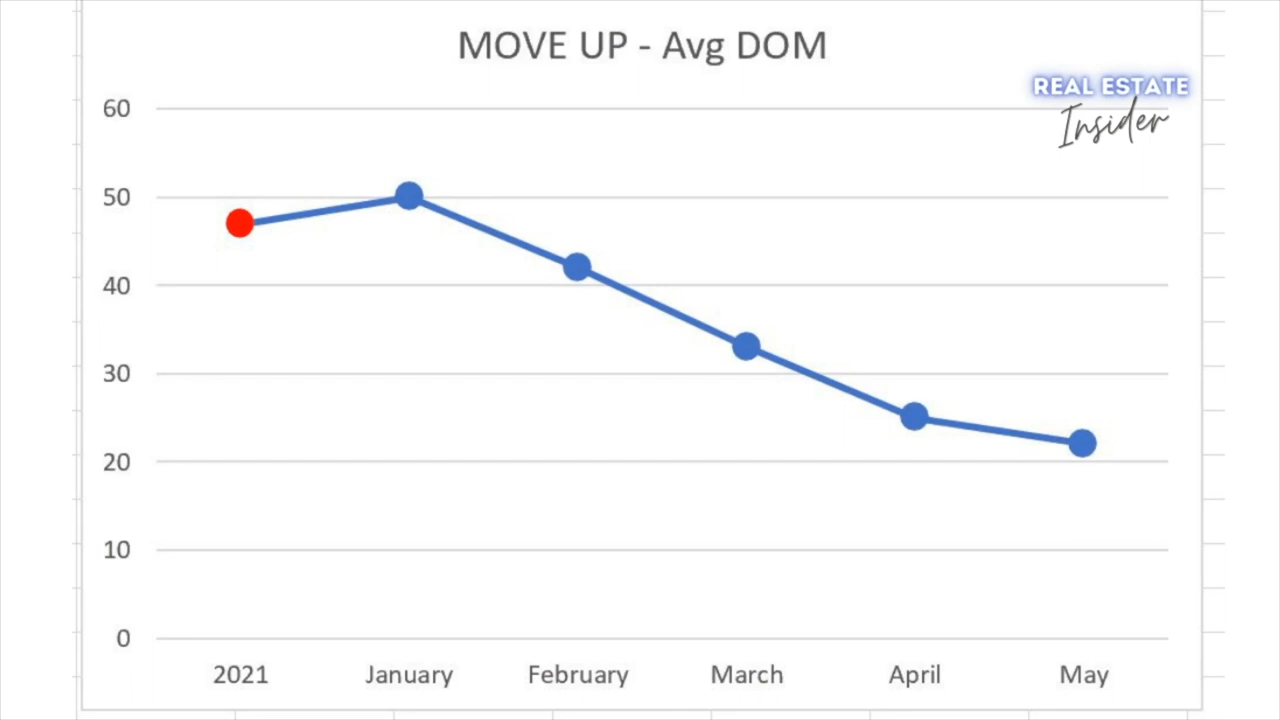 MOVE UP - Avg DOM
REAL ESTATE
Insider
60
50
40
30
20
10
0
2021 January February March April May